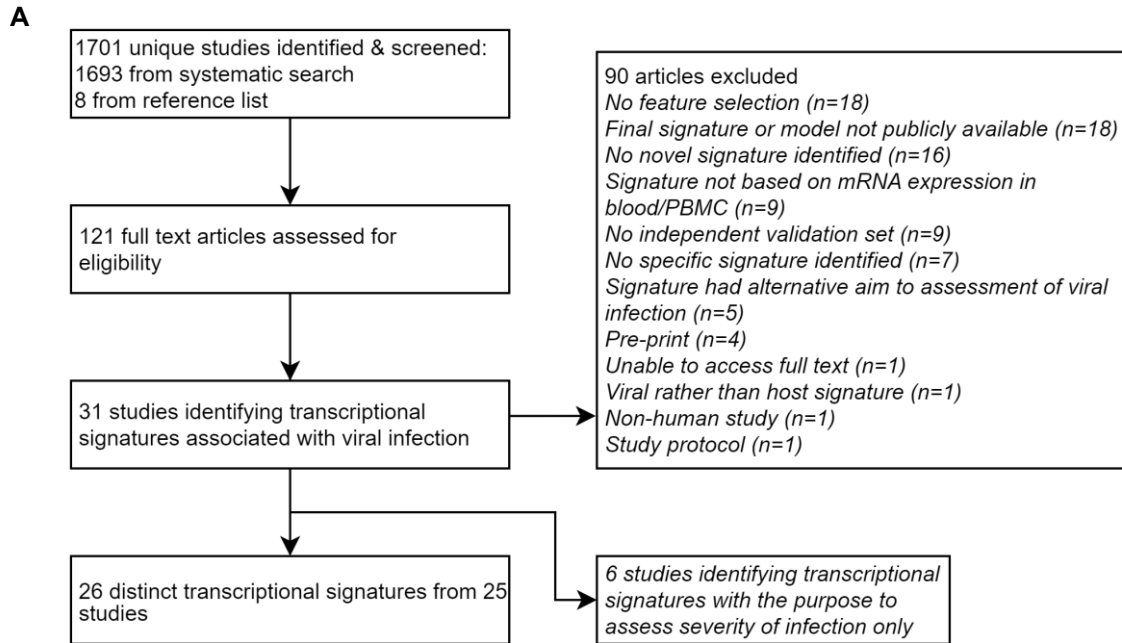 A
1701 unique studies identified & screened:
1693 from systematic search
8 from reference list
90 articles excluded
No feature selection (n=18)
Final signature or model not publicly available (n=18)
No novel signature identified (n=16)
Signature not based on mRNA expression in
blood/PBMC (n=9)
No independent validation set (n=9)
No specific signature identified (n=7)
Signature had alternative aim to assessment of viral
infection (n=5)
Pre-print (n=4)
Unable to access full text (n=1)
Viral rather than host signature (n=1)
Non-human study (n=1)
Study protocol (n=1)
121 full text articles assessed for
eligibility
31 studies identifying transcriptional
signatures associated with viral infection
26 distinct transcriptional signatures from 25
studies
6 studies identifying transcriptional
signatures with the purpose to
assess severity of infection only